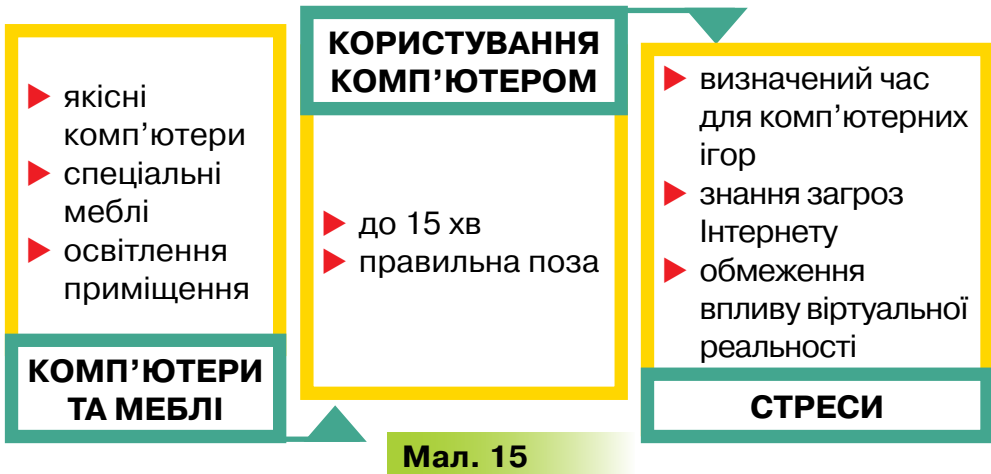 якісні
комп’ютери
спеціальні
меблі
освітлення
приміщення
КОМП’ЮТЕРИ
ТА МЕБЛІ
КОРИСТУВАННЯ
КОМП’ЮТЕРОМ
до 15 хв
правильна поза
визначений час
для комп’ютерних
ігор
знання загроз
Інтернету
обмеження
впливу віртуальної
реальності
СТРЕСИ
Мал. 15